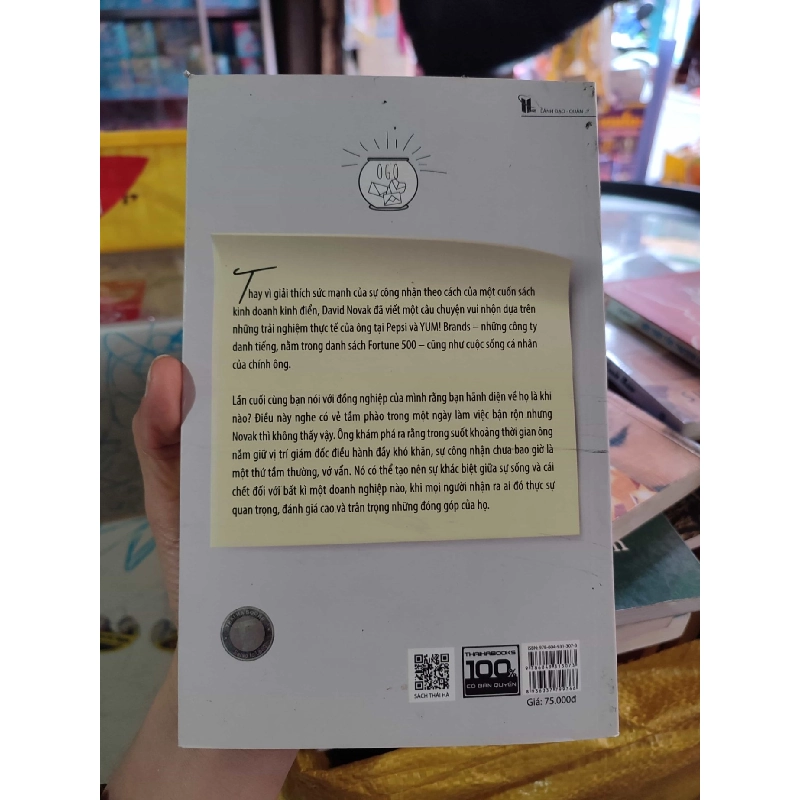 OGO
Thay vì giải thích sức mạnh của sự công nhận theo cách của một cuốn sách
kinh doanh kinh điển, David Novak đã viết một câu chuyện vui nhộn dựa trên
những trải nghiệm thực tế của ông tại Pepsi và YUM! Brands – những công ty
danh tiếng, nằm trong danh sách Fortune 500 – cũng như cuộc sống cá nhân
của chính ông.
Lần cuối cùng bạn nói với đồng nghiệp của mình rằng bạn hãnh diện về họ là khi
nào? Điều này nghe có vẻ tầm phào trong một ngày làm việc bận rộn nhưng
Novak thì không thấy vậy. Ông khám phá ra rằng trong suốt khoảng thời gian ông
nắm giữ vị trí giám đốc điều hành đầy khó khăn, sự công nhận chưa bao giờ là
một thứ tầm thường, vớ vẩn. Nó có thể tạo nên sự khác biệt giữa sự sống và cái
chết đối với bất kì một doanh nghiệp nào, khi mọi người nhận ra ai đó thực sự
quan trọng, đánh giá cao và trân trọng những đóng góp của họ.
SÁCH THÁI HÀ
THAIHABOOKS
100%
CÓ BẢN QUYỀN
Giá: 75.000đ